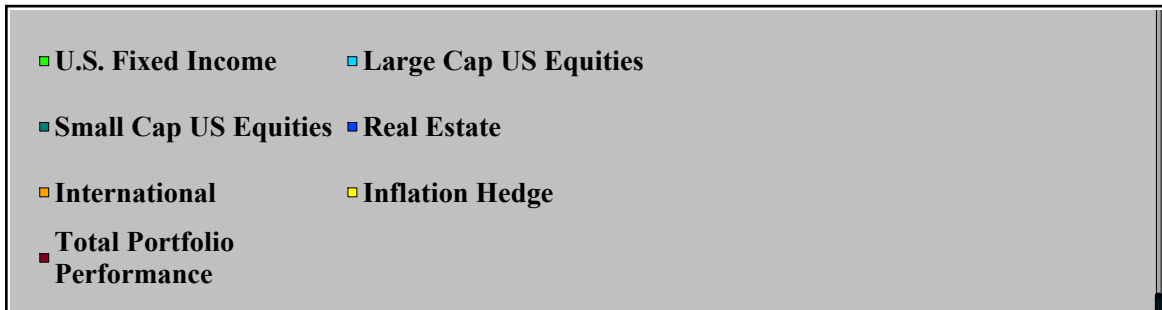 U.S. Fixed Income Large Cap US Equities
Small Cap US Equities Real Estate
International Inflation Hedge
Total Portfolio
Performance